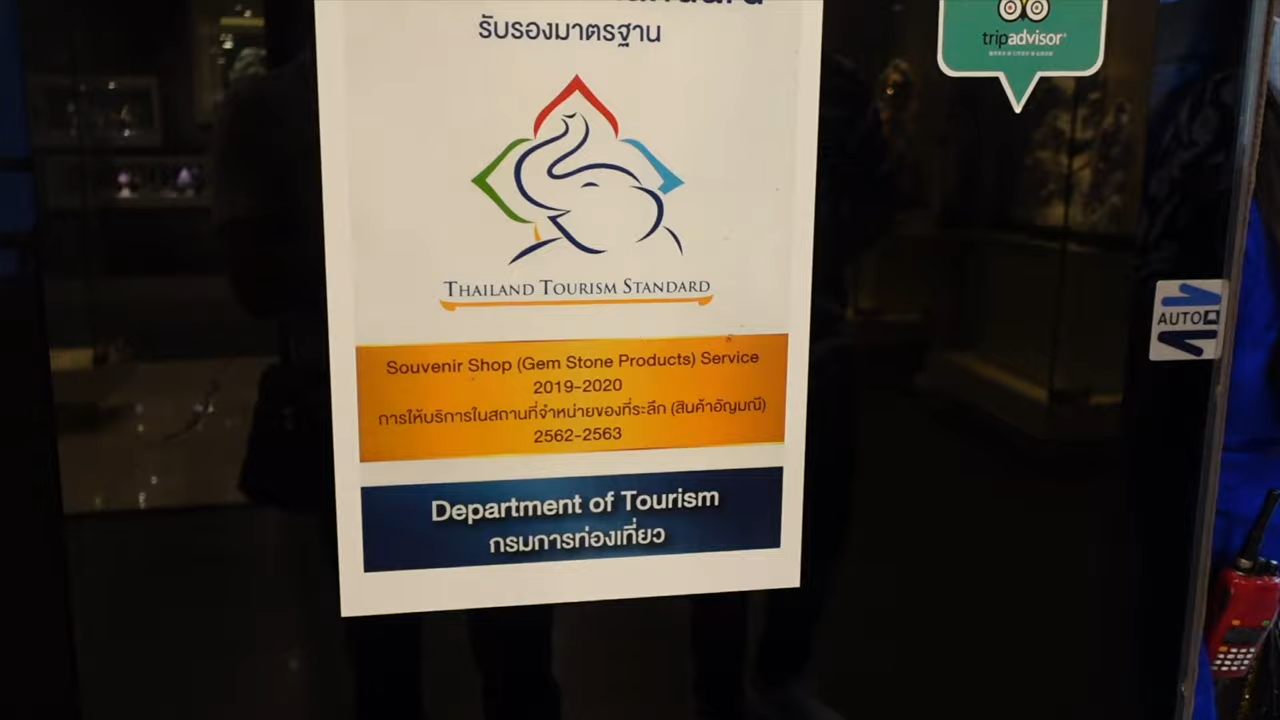 รับรองมาตรฐาน
THAILAND TOURISM STANDARD
Souvenir Shop (Gem Stone Products) Service
2019-2020
การให้บริการในสถานที่จำหน่ายของที่ระลึก (สินค้าอัญมณี)
2562-2563
Department of Tourism
กรมการท่องเที่ยว
tripadvisor
AUTO